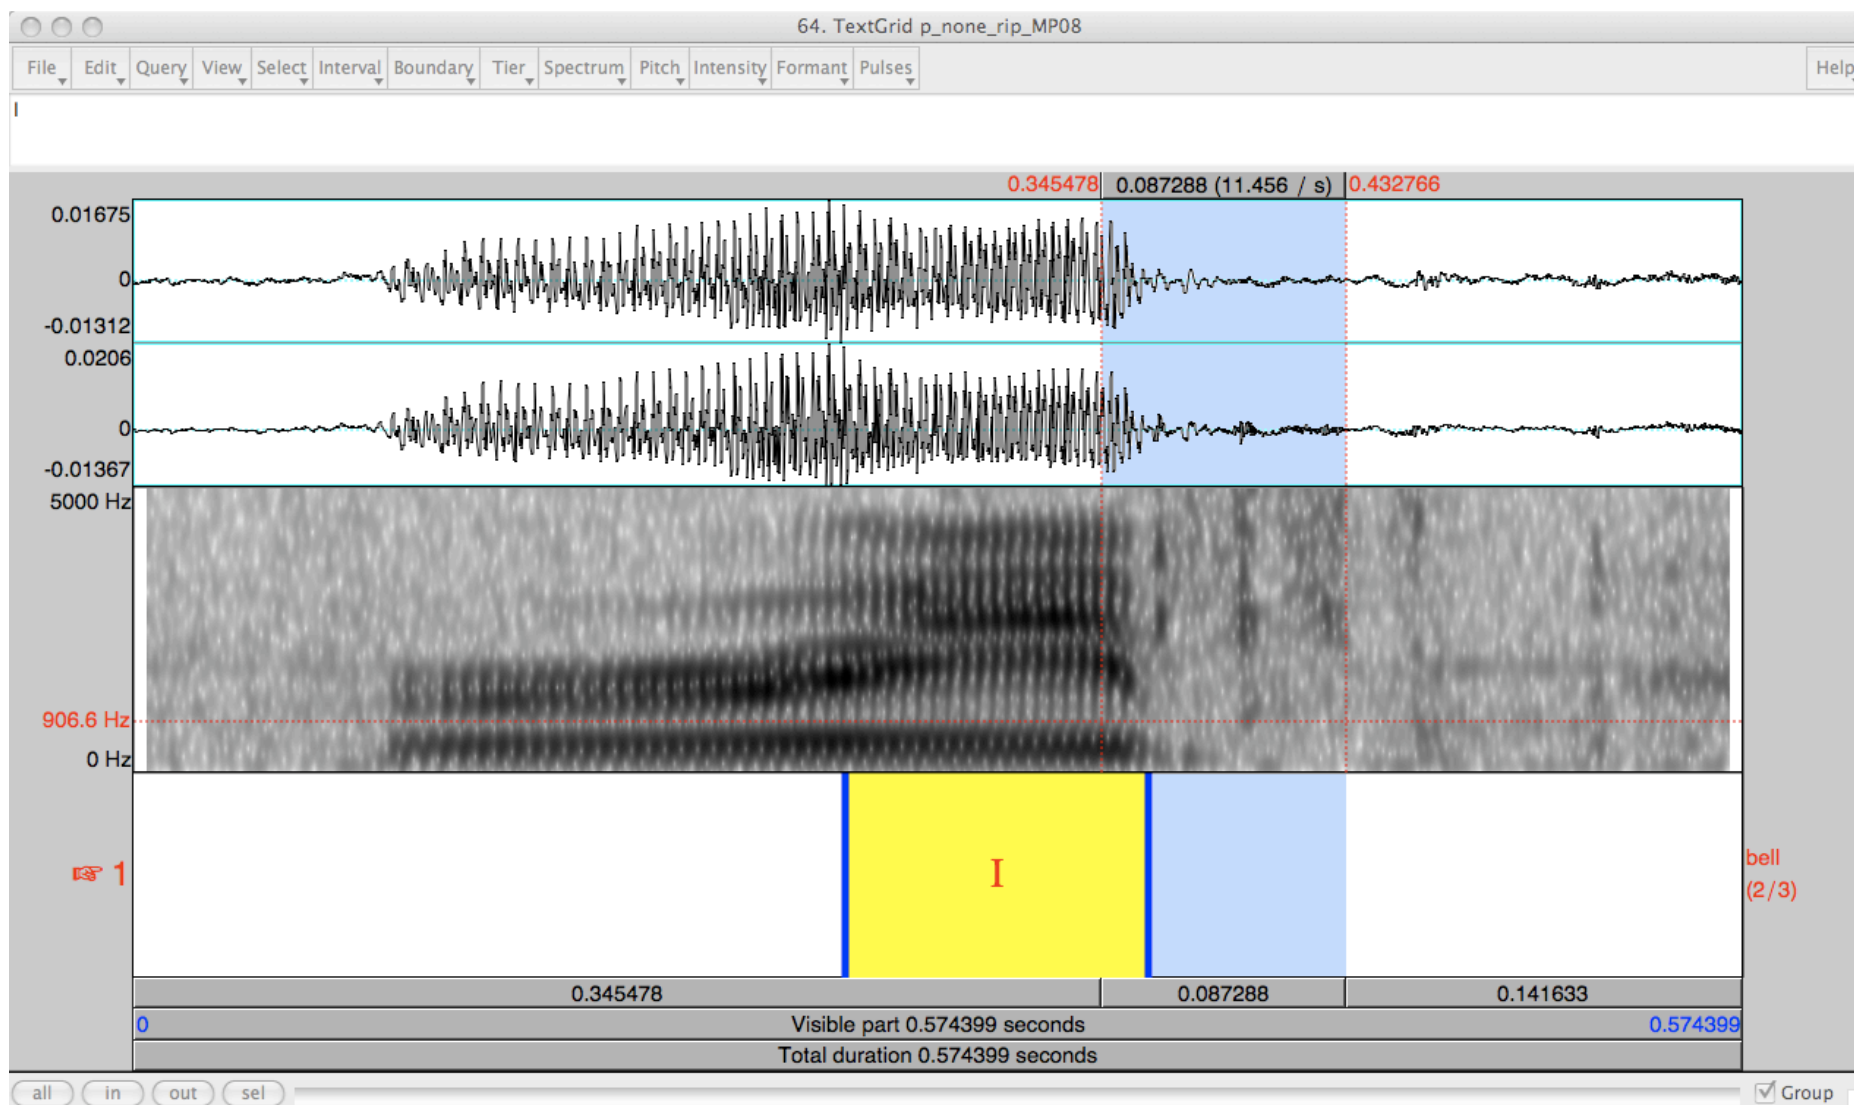 64. TextGrid p_none_rip_MP08
File Edit Query View Select Interval Boundary Tier Spectrum Pitch Intensity Formant Pulses Help
I
0.345478 0.087288 (11.456 / s) 0.432766
0.01675
0
-0.01312
0.0206
0
-0.01367
5000 Hz
906.6 Hz
0 Hz
☞ 1 I bell
(2/3)
0.345478 0.087288 0.141633
0 Visible part 0.574399 seconds 0.574399
Total duration 0.574399 seconds
all in out sel Group